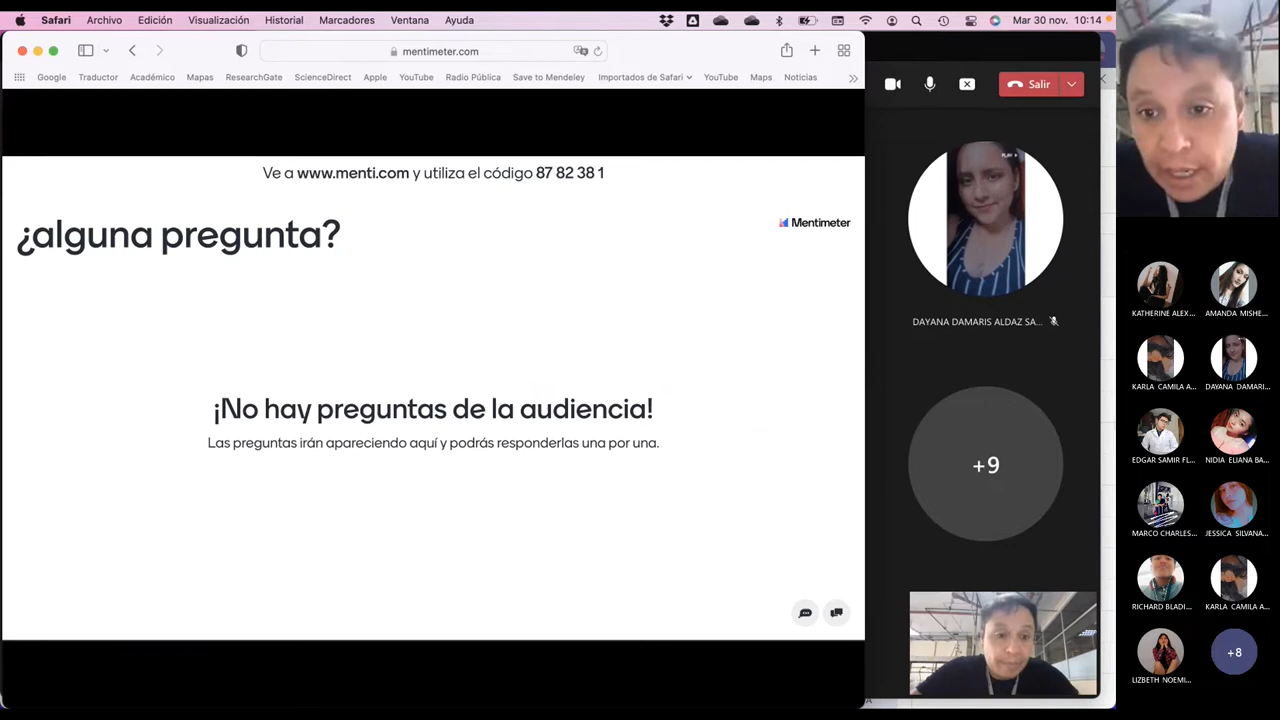 Safari Archivo Edición Visualización Historial Marcadores Ventana Ayuda Mar 30 nov. 10:14
mentimeter.com
Google Traductor Académico Mapas ResearchGate ScienceDirect Apple YouTube Radio Pública Save to Mendeley Importados de Safari YouTube Maps Noticias
Salir
Ve a www.menti.com y utiliza el código 87 82 38 1
¿alguna pregunta?
Mentimeter
¡No hay preguntas de la audiencia!
Las preguntas irán apareciendo aquí y podrás responderlas una por una.
PLAY
DAYANA DAMARIS ALDAZ SA...
+9
KATHERINE ALEX... AMANDA MISHE...
KARLA CAMILA A... DAYANA DAMARI...
EDGAR SAMIR FL... NIDIA ELIANA BA...
MARCO CHARLES... JESSICA SILVANA...
RICHARD BLADI... KARLA CAMILA A...
LIZBETH NOEMI... +8